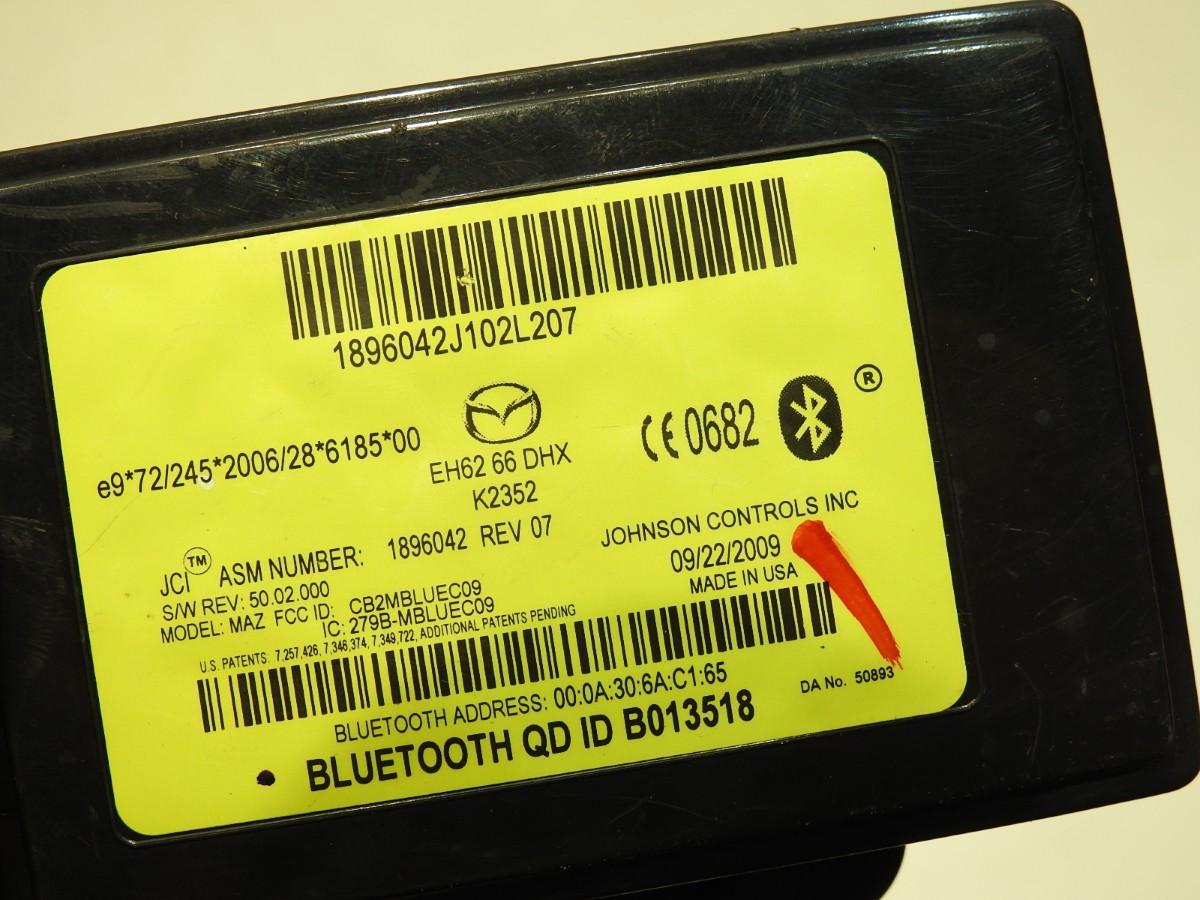 1896042J102L207
e9*72/245*2006/28*6185*00
EH62 66 DHX
K2352
CE 0682
®
JCI™ ASM NUMBER: 1896042 REV 07
S/W REV: 50.02.000
MODEL: MAZ FCC ID: CB2MBLUEC09
IC: 279B-MBLUEC09
JOHNSON CONTROLS INC
09/22/2009
MADE IN USA
U.S. PATENTS: 7,257,426, 7,346,374, 7,349,722, ADDITIONAL PATENTS PENDING
BLUETOOTH ADDRESS: 00:0A:30:6A:C1:65
DA No. 50893
BLUETOOTH QD ID B013518